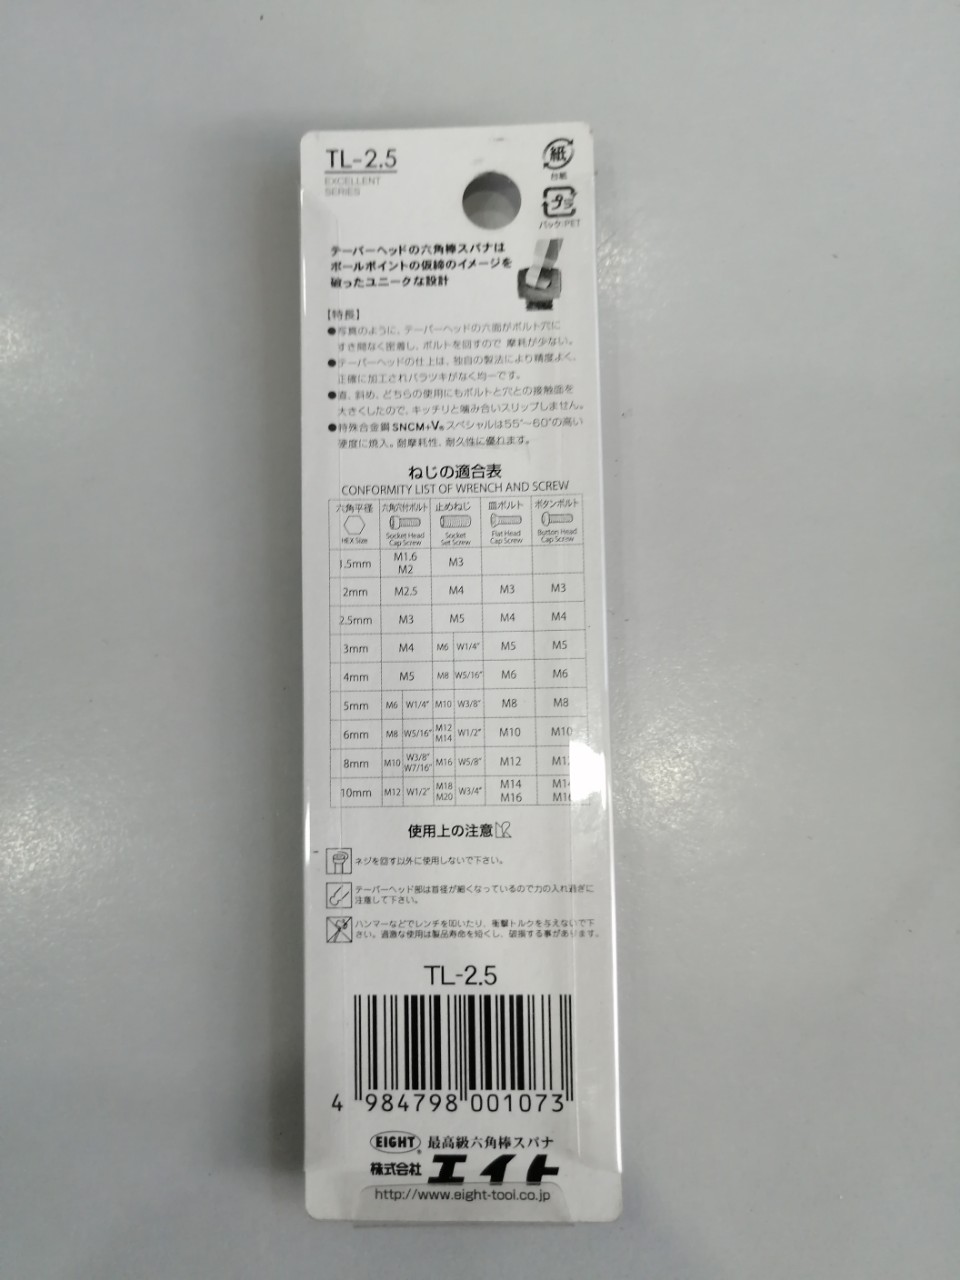 TL-2.5
EXCELLENT
SERIES
紙
台紙
プラ
パック:PET
テーパーヘッドの六角棒スパナは
ボールポイントの仮締のイメージを
破ったユニークな設計
【特長】
●写真のように、テーパーヘッドの六面がボルト穴に
すき間なく密着し、ボルトを回すので 摩耗が少ない。
●テーパーヘッドの仕上は、独自の製法により精度よく、
正確に加工されバラツキがなく均一です。
●直、斜め、どちらの使用にもボルトと穴との接触面を
大きくしたので、キッチリと噛み合いスリップしません。
●特殊合金鋼SNCM+V®スペシャルは55°~60°の高い
硬度に焼入。耐摩耗性、耐久性に優れます。
ねじの適合表
CONFORMITY LIST OF WRENCH AND SCREW
六角平径 六角穴付ボルト 止めねじ 皿ボルト ボタンボルト
HEX Size Socket Head Cap Screw Socket Set Screw Flat Head Cap Screw Button Head Cap Screw
1.5mm M1.6 M2 M3
2mm M2.5 M4 M3 M3
2.5mm M3 M5 M4 M4
3mm M4 M6 W1/4" M5 M5
4mm M5 M8 W5/16" M6 M6
5mm M6 W1/4" M10 W3/8" M8 M8
6mm M8 W5/16" M12 M14 W1/2" M10 M10
8mm M10 W3/8" W7/16" M16 W5/8" M12
10mm M12 W1/2" M18 M20 W3/4" M14 M16 M14
使用上の注意
ネジを回す以外に使用しないで下さい。
テーパーヘッド部は首径が細くなっているので力の入れ過ぎに
注意して下さい。
ハンマーなどでレンチを叩いたり、衝撃トルクを与えないで下
さい。過激な使用は製品寿命を短くし、破損する事があります。
TL-2.5
4 984798 001073
EIGHT® 最高級六角棒スパナ
株式会社 エイト
http://www.eight-tool.co.jp